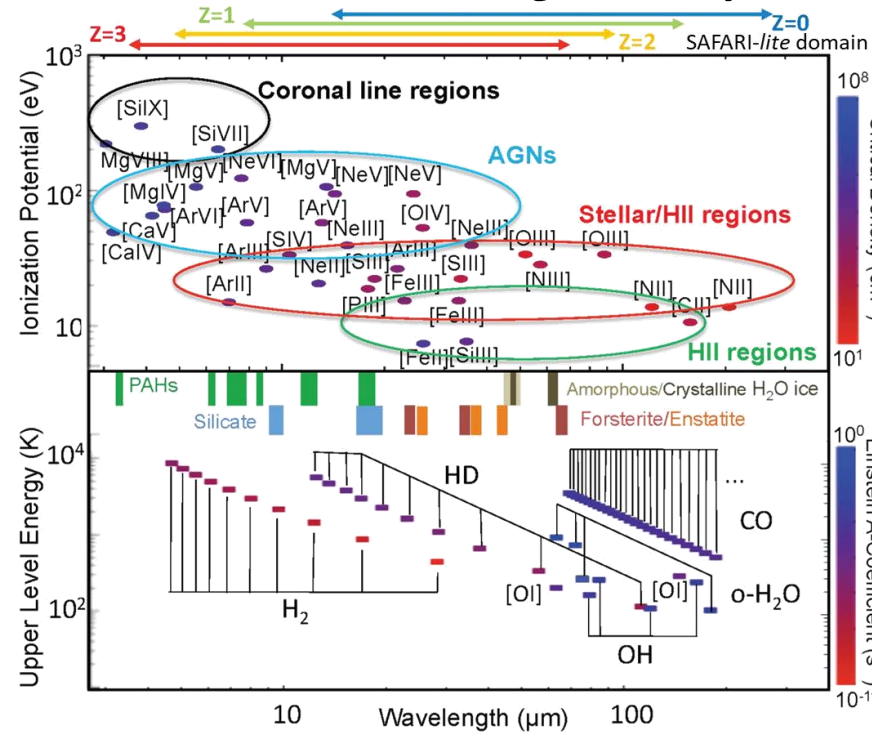 Z=1
Z=0
Z=3
Z=2
SAFARI-lite domain
10³
10²
10
Ionization Potential (eV)
Coronal line regions
[SiIX]
[SiVII]
MgVIII]
[MgV]
[NeVI]
[MgV]
[NeV]
[NeV]
AGNs
[MgIV]
[ArVI]
[ArV]
[ArV]
[OIV]
Stellar/HII regions
[CaV]
[CaIV]
[NeIII]
[NeIII]
[OIII]
[OIII]
[ArIII]
[SIV]
[ArIII]
[ArII]
[NeII]
[SIII]
[SIII]
[NIII]
[FeIII]
[NII]
[NII]
[PIII]
[FeIII]
[CII]
[FeII]
[SiII]
HII regions
10⁸
10¹
PAHs
Amorphous/Crystalline H₂O ice
Silicate
Forsterite/Enstatite
10⁴
10²
Upper Level Energy (K)
HD
...
CO
[OI]
[OI]
o-H₂O
H₂
OH
10⁰
Einstein A-Coefficient (s
10
100
Wavelength (µm)